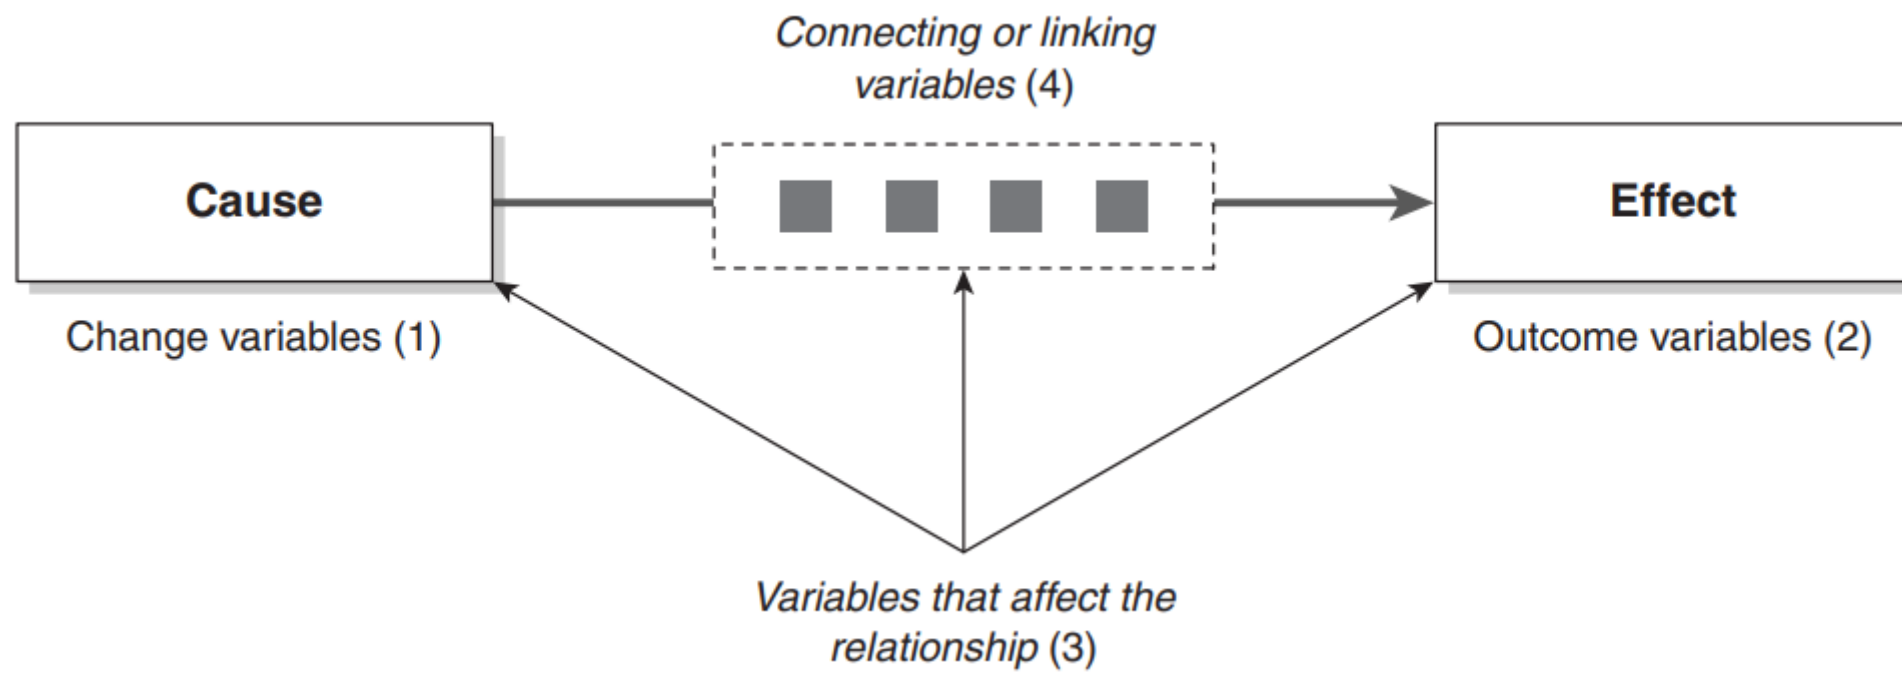 Connecting or linking
variables (4)
Cause
Effect
Change variables (1)
Outcome variables (2)
Variables that affect the
relationship (3)